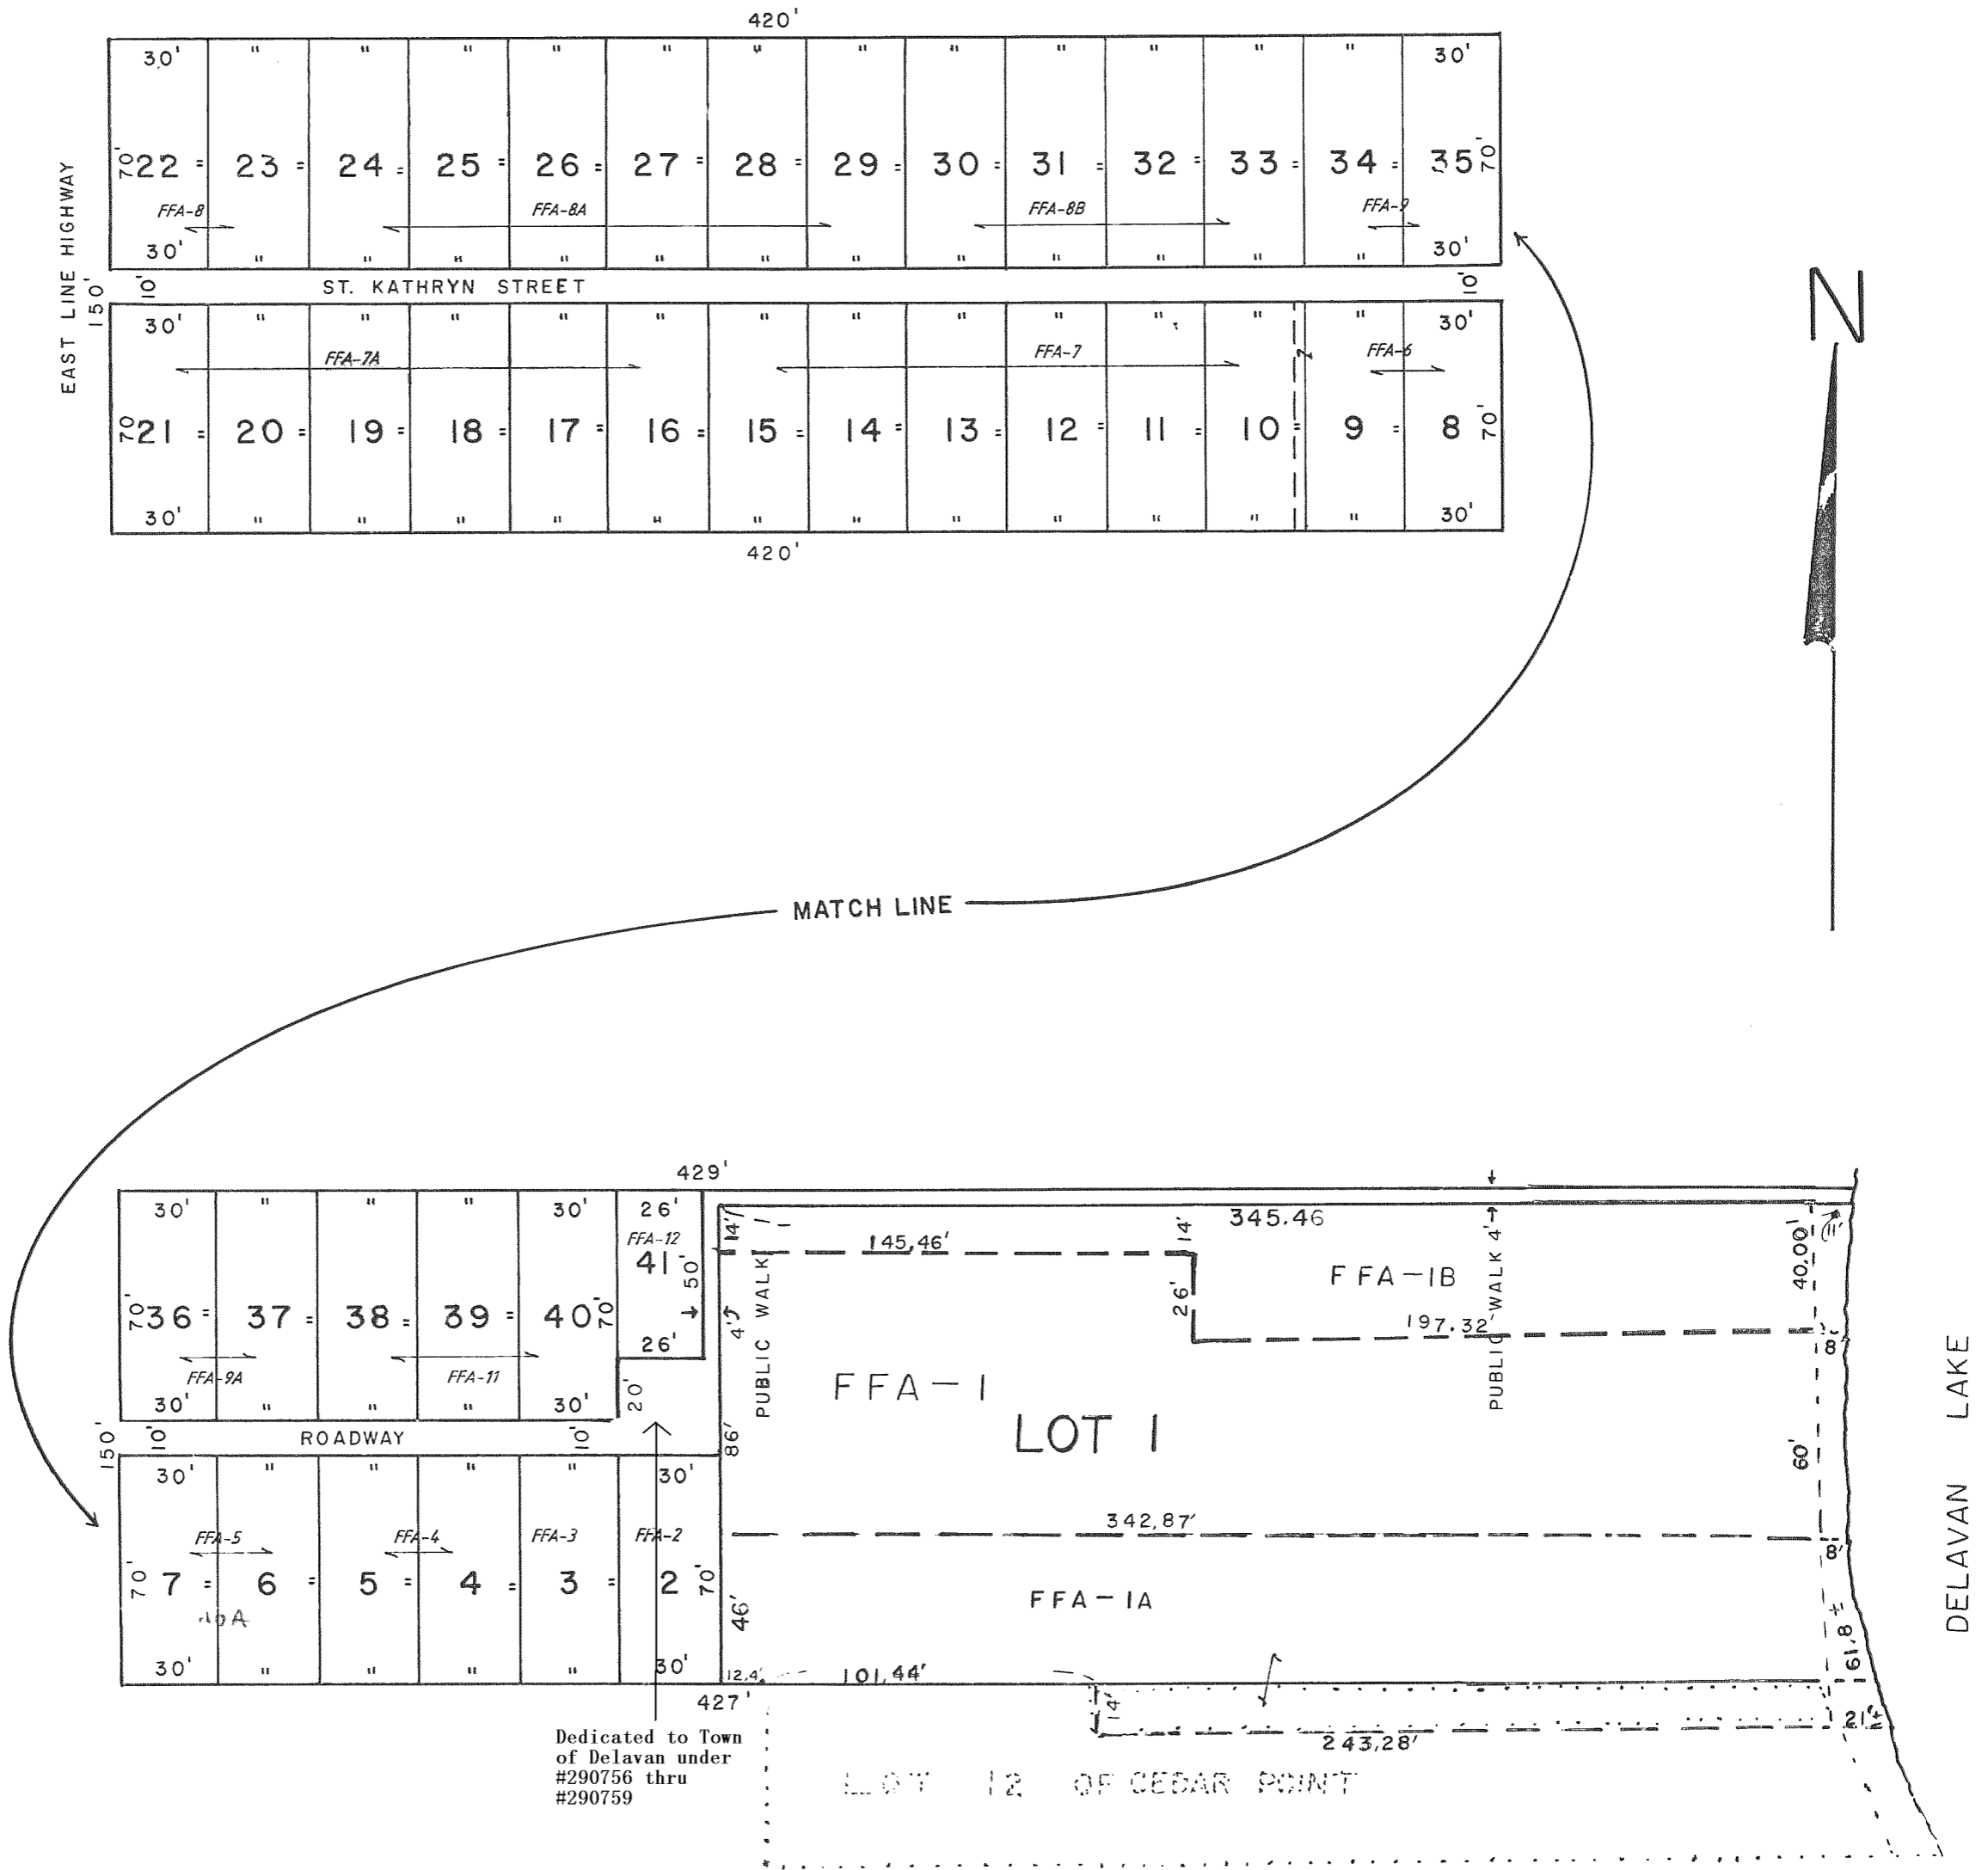 420'
30' " " " " " " " " " " " " 30'
EAST LINE HIGHWAY
70' 22 = 23 = 24 = 25 = 26 = 27 = 28 = 29 = 30 = 31 = 32 = 33 = 34 = 35 70'
FFA-8 FFA-8A FFA-8B FFA-9
30' " " " " " " " " " " " " 30'
150' 10' ST. KATHRYN STREET 10'
30' " " " " " " " " " " " " 30'
FFA-7A FFA-7 Z FFA-6
70' 21 = 20 = 19 = 18 = 17 = 16 = 15 = 14 = 13 = 12 = 11 = 10 = 9 = 8 70'
30' " " " " " " " " " " " " 30'
420'
N
MATCH LINE
429'
30' " " " 30' 26'
FFA-12
41
50'
70' 36 = 37 = 38 = 39 = 40 70'
26'
FFA-9A FFA-11
30' " " " 30' 20'
150' 10' ROADWAY 10'
30' " " " " 30'
FFA-5 FFA-4 FFA-3 FFA-2
70' 7 = 6 = 5 = 4 = 3 = 2 70'
30' " " " " 30'
427'
Dedicated to Town
of Delavan under
#290756 thru
#290759
14'
PUBLIC WALK
4'
86'
46'
345.46
145.46'
14'
26'
FFA-1B
PUBLIC WALK 4'
197.32'
40.00'
11'
8'
FFA-1
LOT 1
60'
342.87'
8'
FFA-1A
61.8'±
12.4' 101.44'
14'
243.28'
21'±
LOT 12 OF CEDAR POINT
DELAVAN LAKE